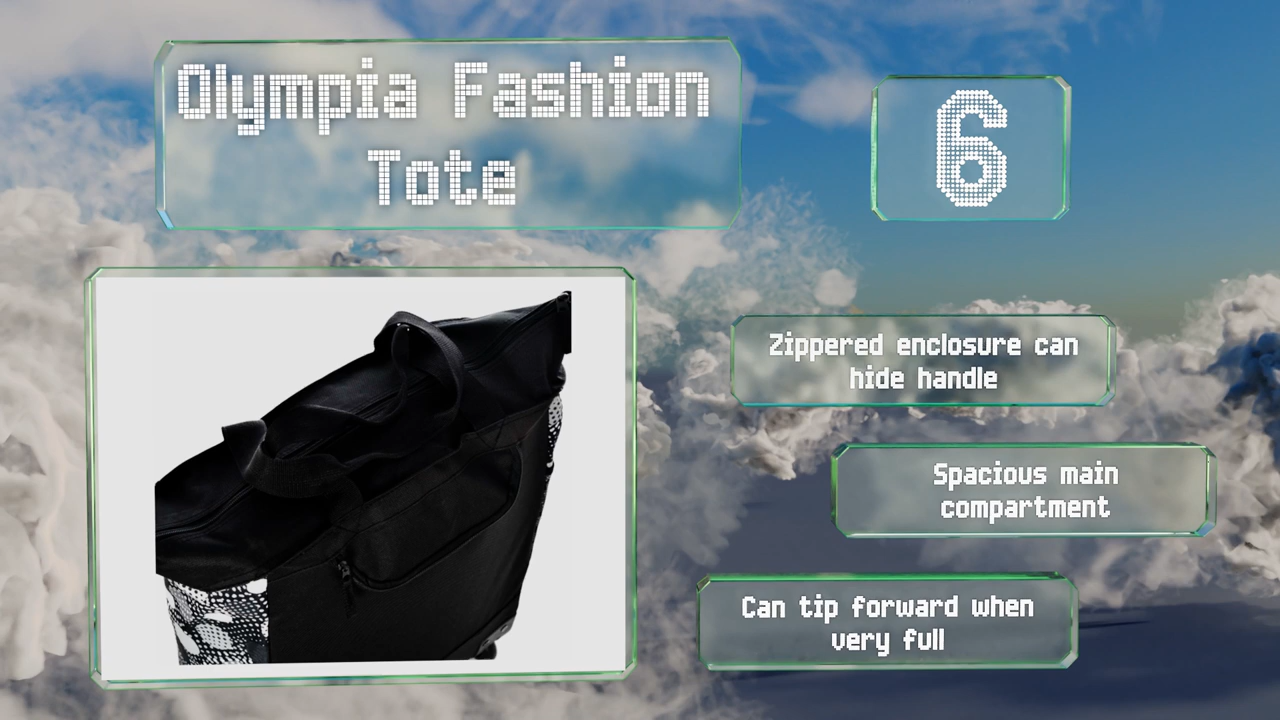 Olympia Fashion
Tote
6
Zippered enclosure can
hide handle
Spacious main
compartment
Can tip forward when
very full